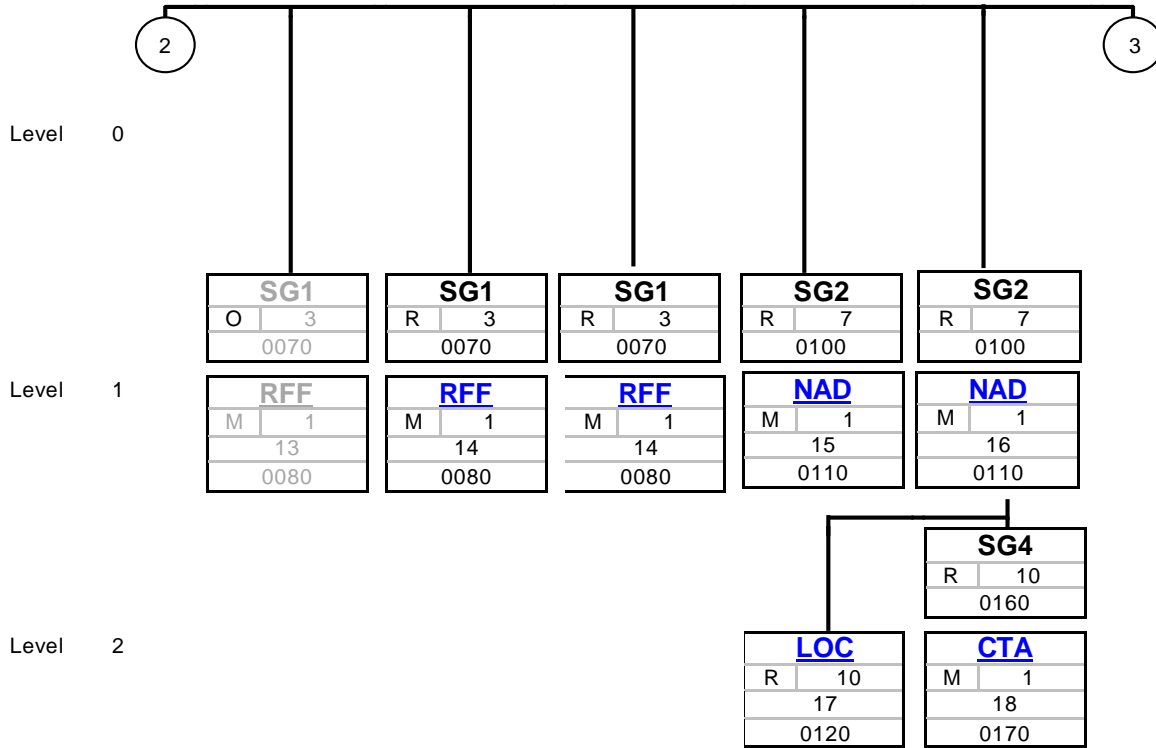 2 3
Level 0
SG1 SG1 SG1 SG2 SG2
O 3 R 3 R 3 R 7 R 7
0070 0070 0070 0100 0100
Level 1
RFF RFF RFF NAD NAD
M 1 M 1 M 1 M 1 M 1
13 14 14 15 16
0080 0080 0080 0110 0110
SG4
R 10
0160
Level 2
LOC CTA
R 10 M 1
17 18
0120 0170